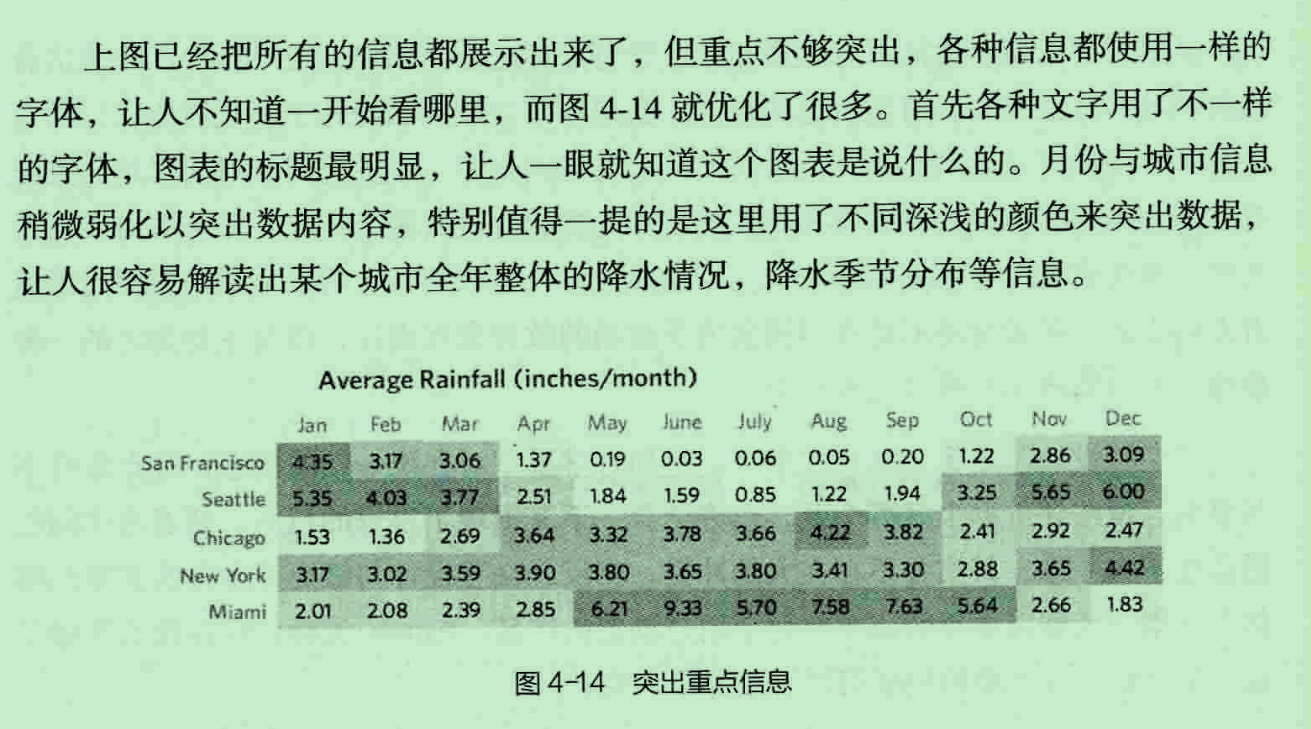 上图已经把所有的信息都展示出来了，但重点不够突出，各种信息都使用一样的
字体，让人不知道一开始看哪里，而图 4-14 就优化了很多。首先各种文字用了不一样
的字体，图表的标题最明显，让人一眼就知道这个图表是说什么的。月份与城市信息
稍微弱化以突出数据内容，特别值得一提的是这里用了不同深浅的颜色来突出数据，
让人很容易解读出某个城市全年整体的降水情况，降水季节分布等信息。
Average Rainfall (inches/month)
Jan Feb Mar Apr May June July Aug Sep Oct Nov Dec
San Francisco 4.35 3.17 3.06 1.37 0.19 0.03 0.06 0.05 0.20 1.22 2.86 3.09
Seattle 5.35 4.03 3.77 2.51 1.84 1.59 0.85 1.22 1.94 3.25 5.65 6.00
Chicago 1.53 1.36 2.69 3.64 3.32 3.78 3.66 4.22 3.82 2.41 2.92 2.47
New York 3.17 3.02 3.59 3.90 3.80 3.65 3.80 3.41 3.30 2.88 3.65 4.42
Miami 2.01 2.08 2.39 2.85 6.21 9.33 5.70 7.58 7.63 5.64 2.66 1.83
图 4-14 突出重点信息